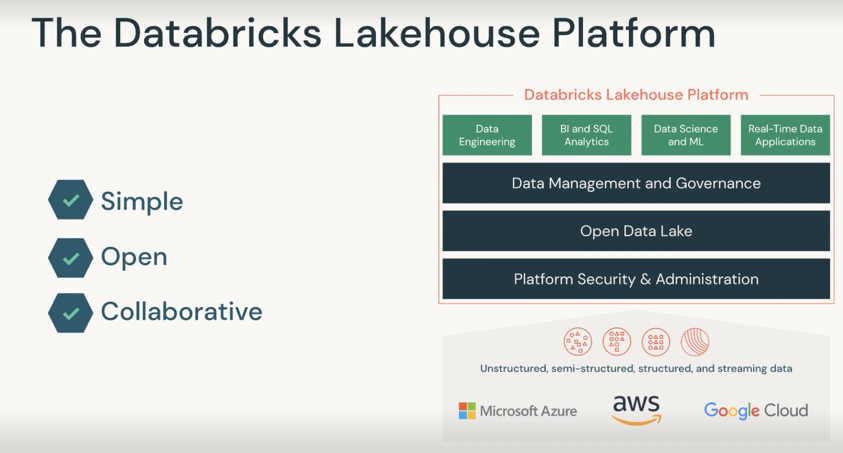 The Databricks Lakehouse Platform
Simple
Open
Collaborative
Databricks Lakehouse Platform
Data
Engineering
BI and SQL
Analytics
Data Science
and ML
Real-Time Data
Applications
Data Management and Governance
Open Data Lake
Platform Security & Administration
Unstructured, semi-structured, structured, and streaming data
Microsoft Azure
aws
Google Cloud